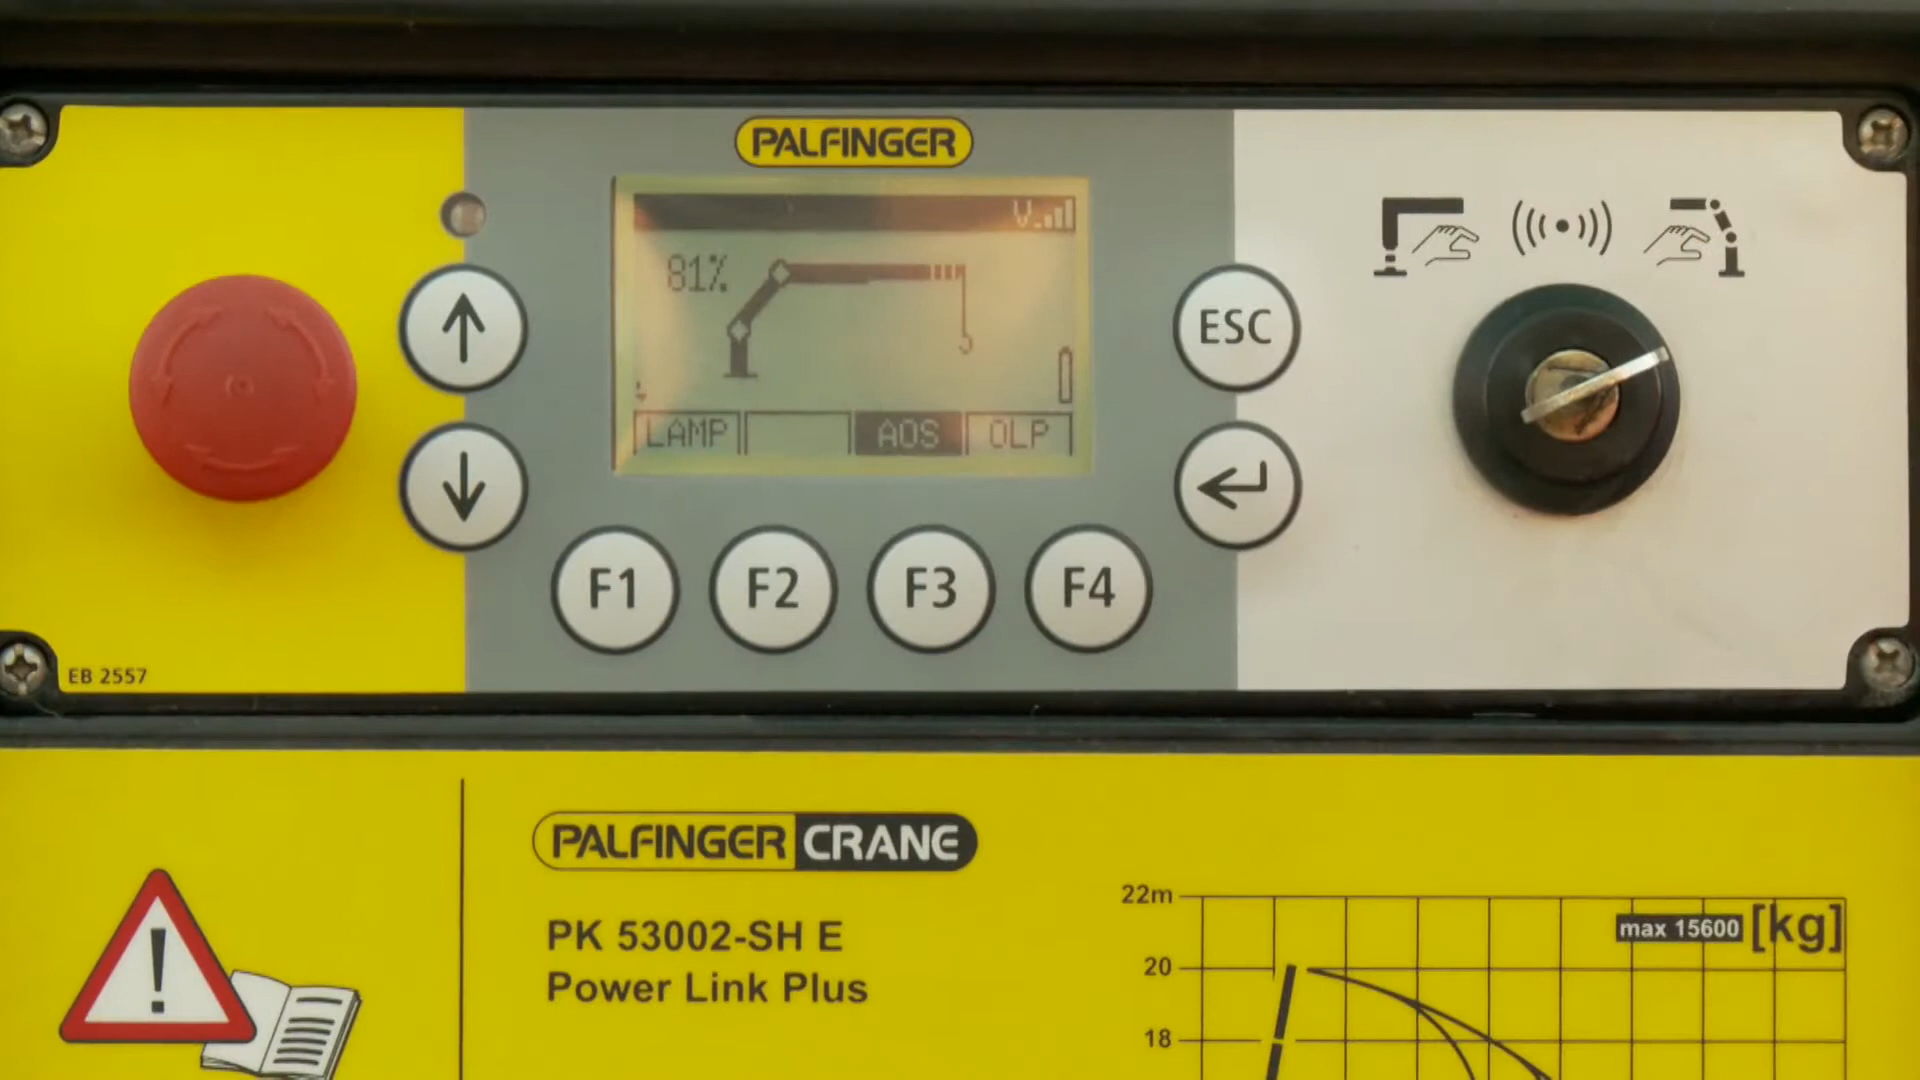 PALFINGER
V
81%
LAMP AOS OLP
ESC
F1 F2 F3 F4
EB 2557
PALFINGER CRANE
PK 53002-SH E
Power Link Plus
22m
max 15600 [kg]
20
18